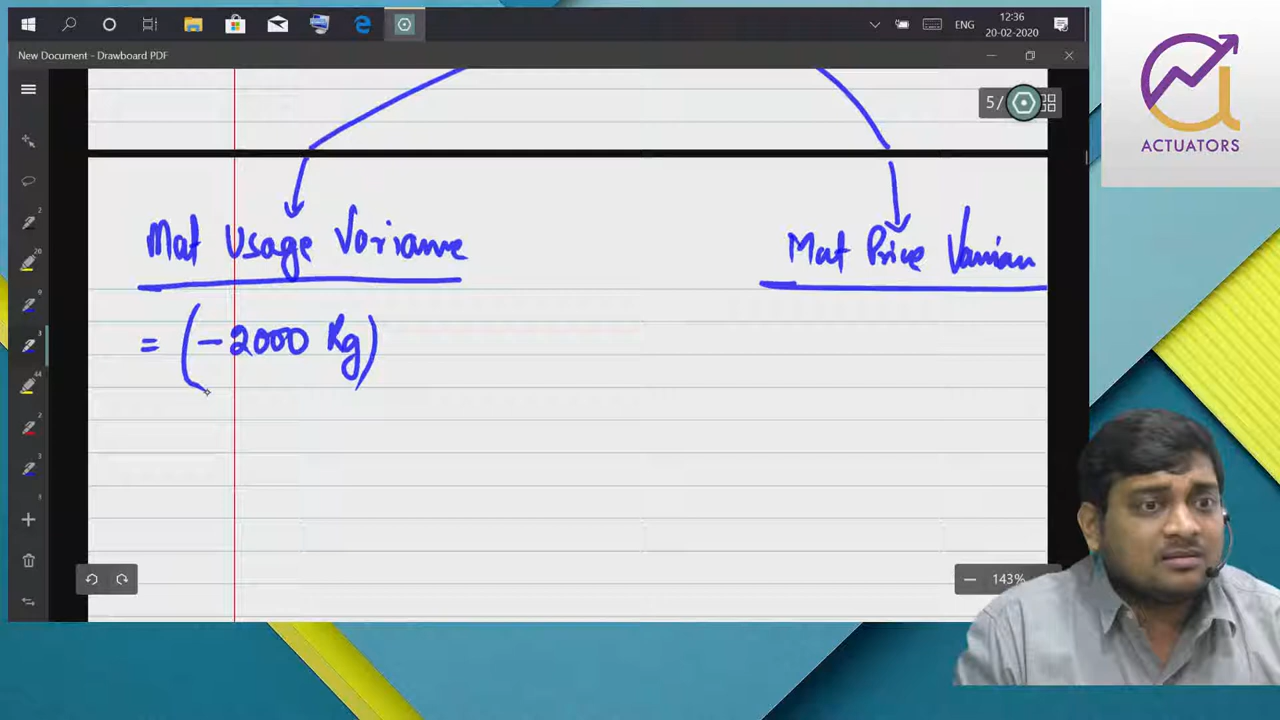 ENG
12:36
20-02-2020
New Document - Drawboard PDF
5/
ACTUATORS
Mat Usage Variance
Mat Price Varian
= (-2000 Kg)
143%